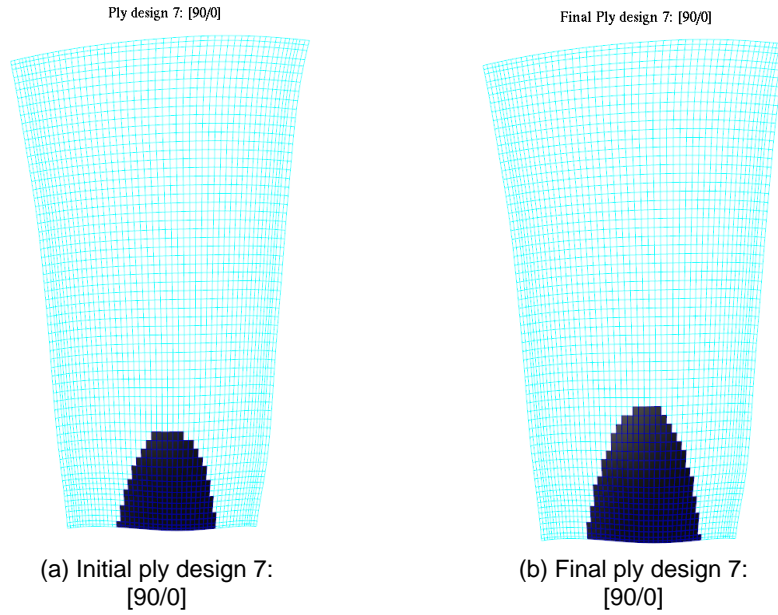 Ply design 7: [90/0]
Final Ply design 7: [90/0]
(a) Initial ply design 7:
[90/0]
(b) Final ply design 7:
[90/0]